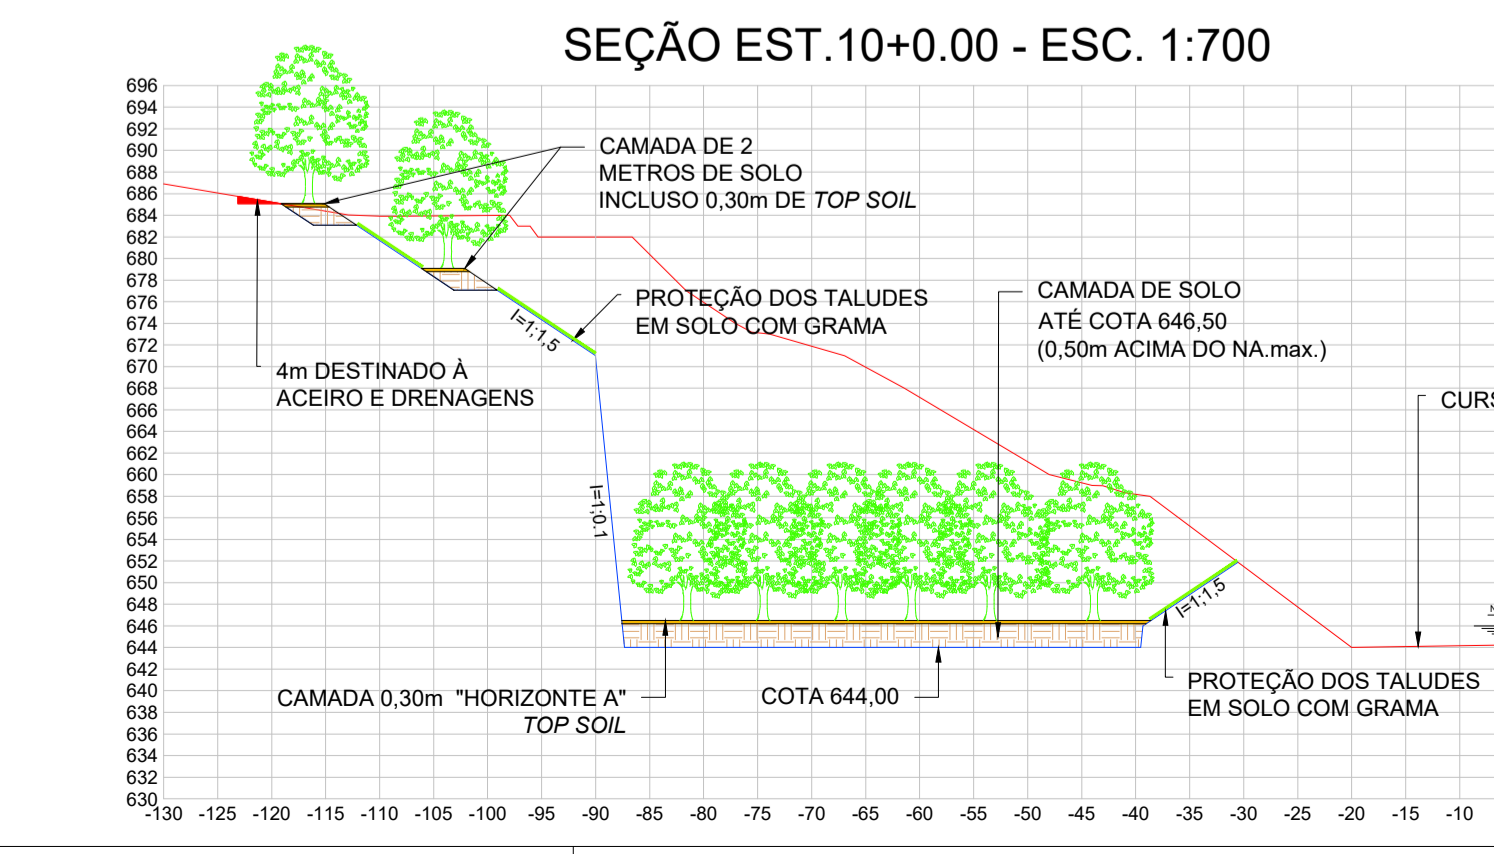 SEÇÃO EST.10+0.00 - ESC. 1:700
696
694
692
690
688
686
684
682
680
678
676
674
672
670
668
666
664
662
660
658
656
654
652
650
648
646
644
642
640
638
636
634
632
630
CAMADA DE 2
METROS DE SOLO
INCLUSO 0,30m DE TOP SOIL
PROTEÇÃO DOS TALUDES
EM SOLO COM GRAMA
I=1;1,5
CAMADA DE SOLO
ATÉ COTA 646,50
(0,50m ACIMA DO NA.max.)
4m DESTINADO À
ACEIRO E DRENAGENS
CURS
I=1;0.1
I=1;1,5
N
CAMADA 0,30m "HORIZONTE A"
TOP SOIL
COTA 644,00
PROTEÇÃO DOS TALUDES
EM SOLO COM GRAMA
-130 -125 -120 -115 -110 -105 -100 -95 -90 -85 -80 -75 -70 -65 -60 -55 -50 -45 -40 -35 -30 -25 -20 -15 -10